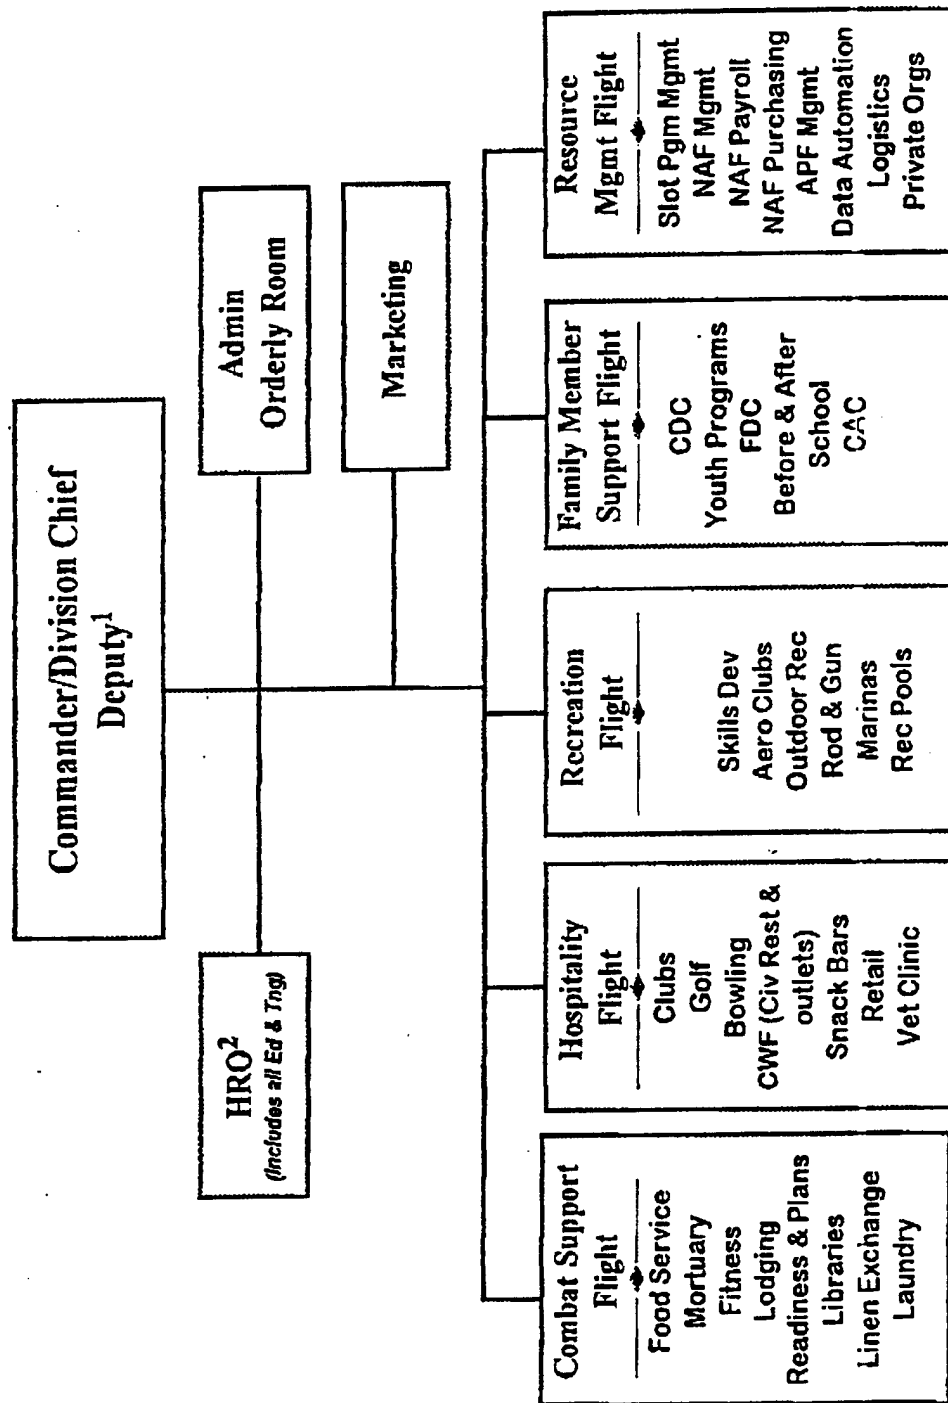 Commander/Division Chief
Deputy1
HRO2
(Includes all Ed & Tng)
Admin
Orderly Room
Marketing
Combat Support
Flight
Food Service
Mortuary
Fitness
Lodging
Readiness & Plans
Libraries
Linen Exchange
Laundry
Hospitality
Flight
Clubs
Golf
Bowling
CWF (Civ Rest &
outlets)
Snack Bars
Retail
Vet Clinic
Recreation
Flight
Skills Dev
Aero Clubs
Outdoor Rec
Rod & Gun
Marinas
Rec Pools
Family Member
Support Flight
CDC
Youth Programs
FDC
Before & After
School
CAC
Resource
Mgmt Flight
Slot Pgm Mgmt
NAF Mgmt
NAF Payroll
NAF Purchasing
APF Mgmt
Data Automation
Logistics
Private Orgs